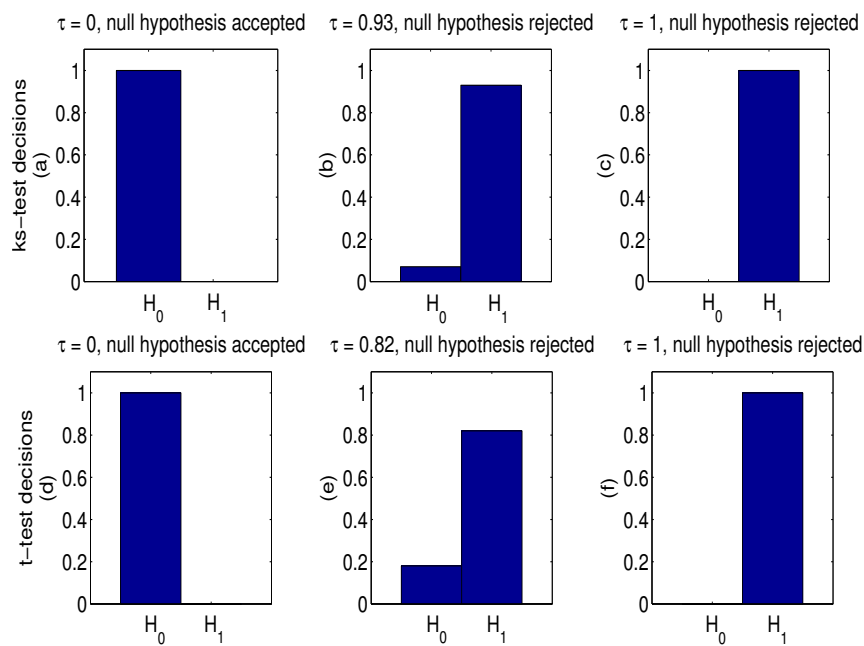 τ = 0, null hypothesis accepted
τ = 0.93, null hypothesis rejected
τ = 1, null hypothesis rejected
ks−test decisions
(a)
1
0.8
0.6
0.4
0.2
0
H0
H1
(b)
1
0.8
0.6
0.4
0.2
0
H0
H1
(c)
1
0.8
0.6
0.4
0.2
0
H0
H1
τ = 0, null hypothesis accepted
τ = 0.82, null hypothesis rejected
τ = 1, null hypothesis rejected
t−test decisions
(d)
1
0.8
0.6
0.4
0.2
0
H0
H1
(e)
1
0.8
0.6
0.4
0.2
0
H0
H1
(f)
1
0.8
0.6
0.4
0.2
0
H0
H1